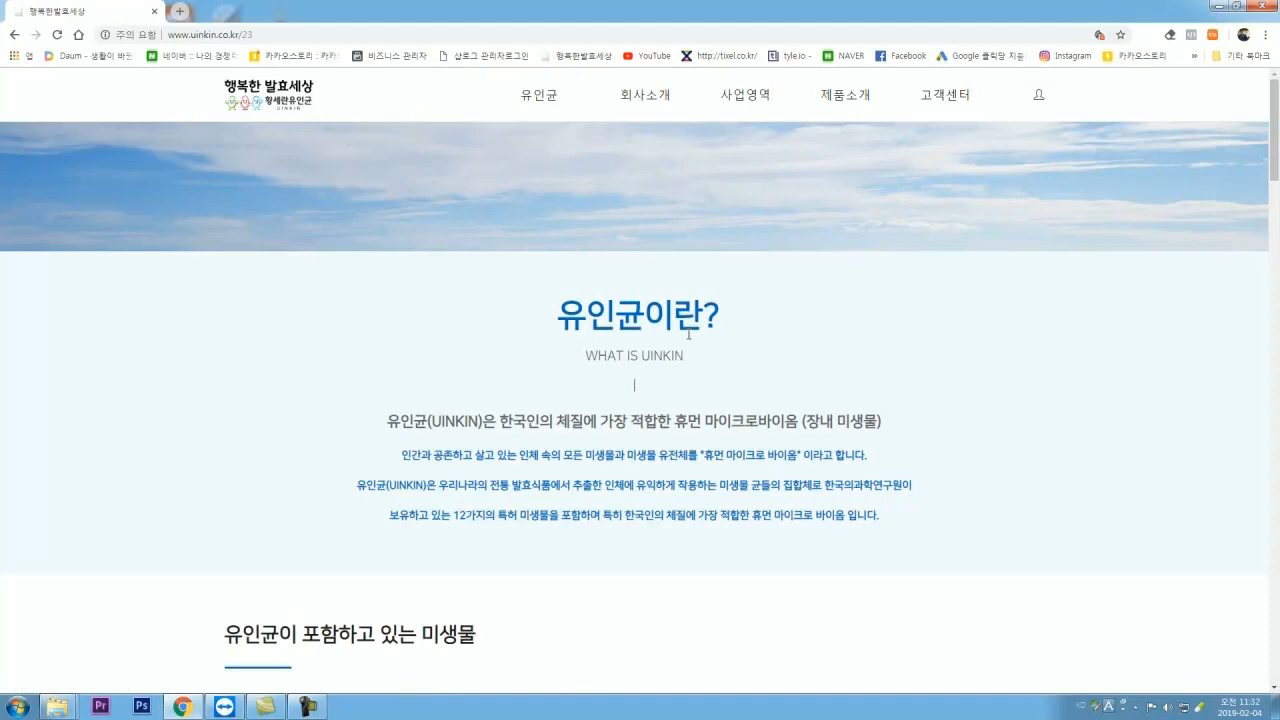 행복한발효세상
주의 요함 www.uinkin.co.kr/23
앱 Daum - 생활이 바뀐 네이버 :: 나의 경쟁 카카오스토리 :: 카카 비즈니스 관리자 샵로그 관리자로그인 행복한발효세상 YouTube http://tixel.co.kr/ tyle.io - NAVER Facebook Google 클릭당 지불 Instagram 카카오스토리 » 기타 북마크
행복한 발효세상
황세란유인균
UINKIN
유인균 회사소개 사업영역 제품소개 고객센터
유인균이란?
WHAT IS UINKIN
유인균(UINKIN)은 한국인의 체질에 가장 적합한 휴먼 마이크로바이옴 (장내 미생물)
인간과 공존하고 살고 있는 인체 속의 모든 미생물과 미생물 유전체를 "휴먼 마이크로 바이옴" 이라고 합니다.
유인균(UINKIN)은 우리나라의 전통 발효식품에서 추출한 인체에 유익하게 작용하는 미생물 균들의 집합체로 한국의과학연구원이
보유하고 있는 12가지의 특허 미생물을 포함하며 특히 한국인의 체질에 가장 적합한 휴먼 마이크로 바이옴 입니다.
유인균이 포함하고 있는 미생물
Pr Ps
A
오전 11:32
2019-02-04